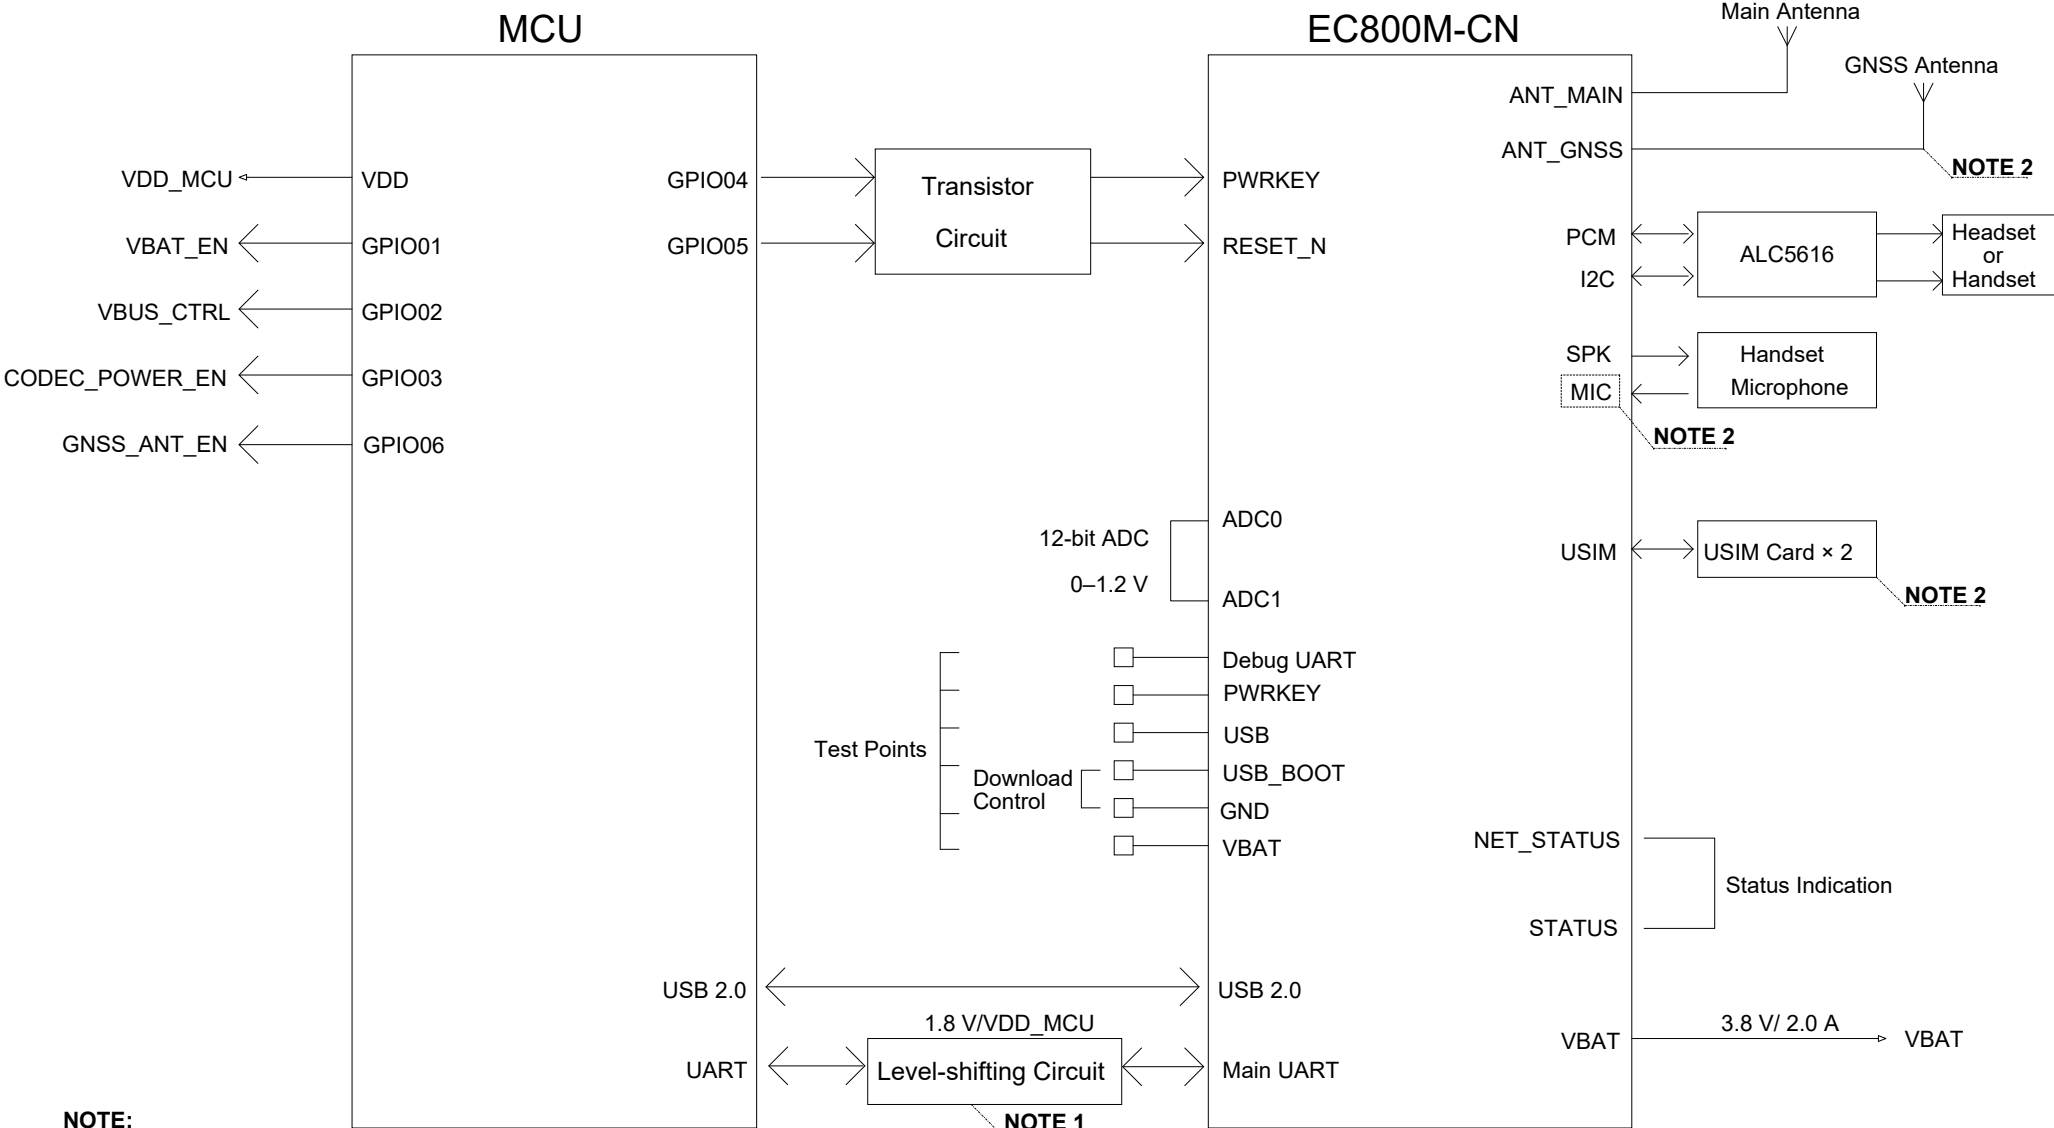 MCU
EC800M-CN
Main Antenna
GNSS Antenna
ANT_MAIN
ANT_GNSS
NOTE 2
VDD_MCU
VDD
GPIO04
Transistor
Circuit
PWRKEY
VBAT_EN
GPIO01
GPIO05
RESET_N
VBUS_CTRL
GPIO02
CODEC_POWER_EN
GPIO03
GNSS_ANT_EN
GPIO06
PCM
I2C
ALC5616
Headset
or
Handset
SPK
MIC
Handset
Microphone
NOTE 2
12-bit ADC
0–1.2 V
ADC0
ADC1
USIM
USIM Card × 2
NOTE 2
Test Points
Download
Control
Debug UART
PWRKEY
USB
USB_BOOT
GND
VBAT
NET_STATUS
STATUS
Status Indication
USB 2.0
USB 2.0
1.8 V/VDD_MCU
UART
Level-shifting Circuit
Main UART
VBAT
3.8 V/ 2.0 A
VBAT
NOTE:
NOTE 1